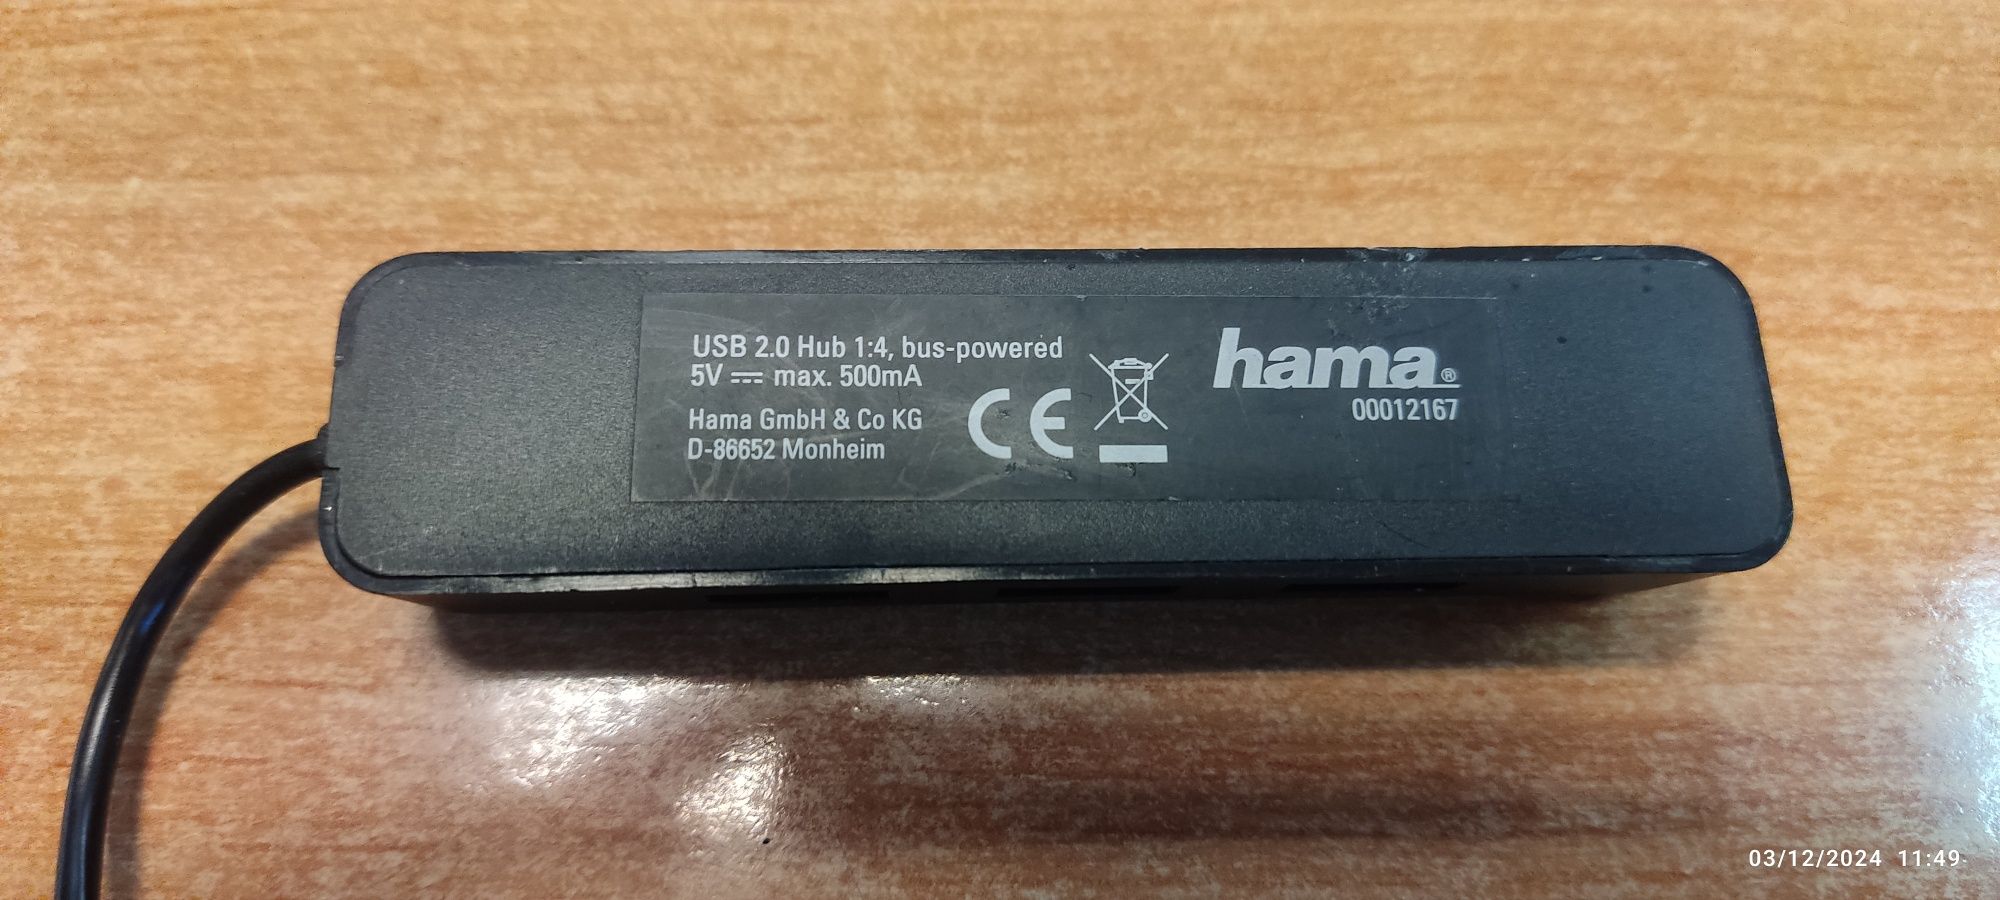 USB 2.0 Hub 1:4, bus-powered
5V ⎓ max. 500mA
Hama GmbH & Co KG
D-86652 Monheim
CE
hama®
00012167
03/12/2024 11:49